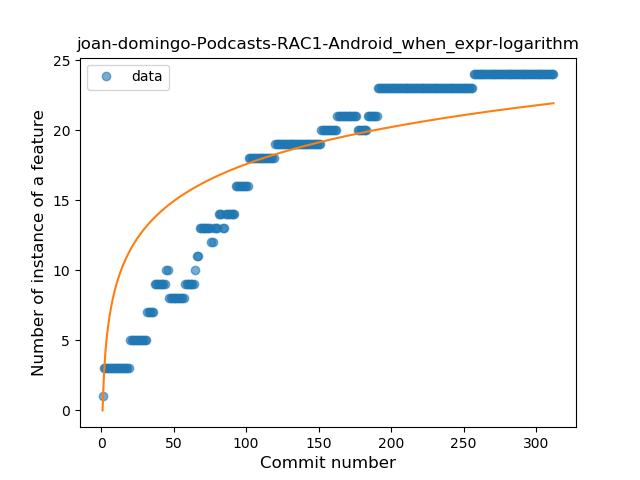 joan-domingo-Podcasts-RAC1-Android_when_expr-logarithm
data
Number of instance of a feature
25
20
15
10
5
0
0 50 100 150 200 250 300
Commit number